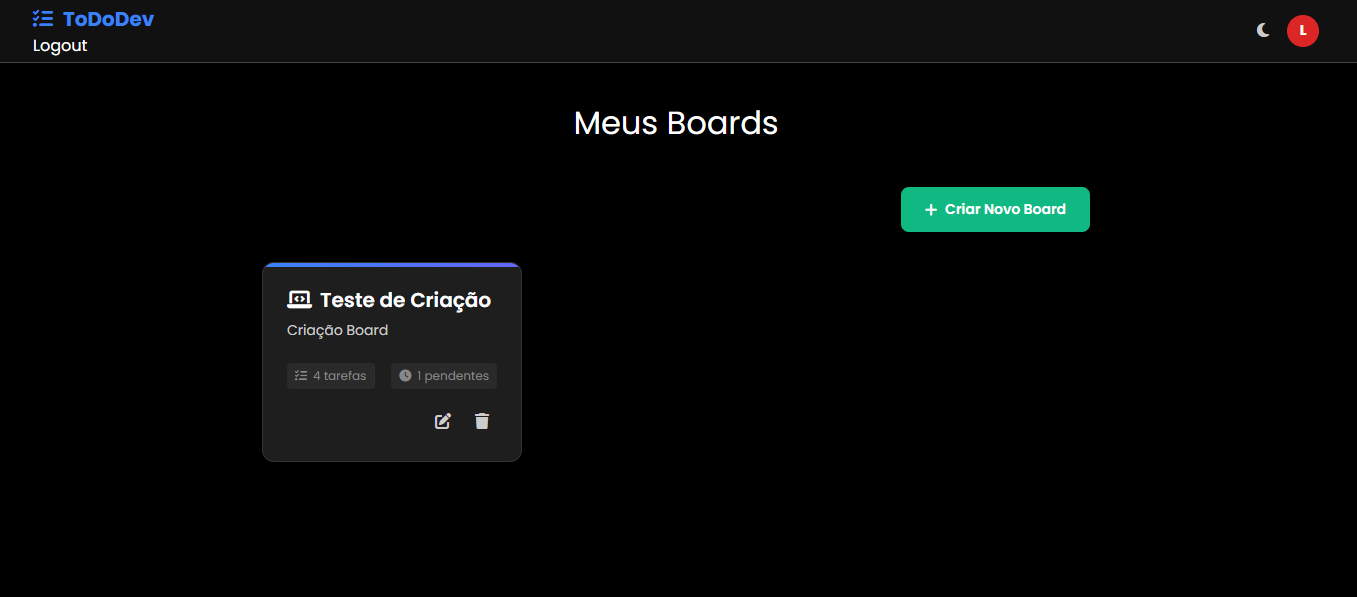 ToDoDev
Logout
L
Meus Boards
Criar Novo Board
Teste de Criação
Criação Board
4 tarefas
1 pendentes